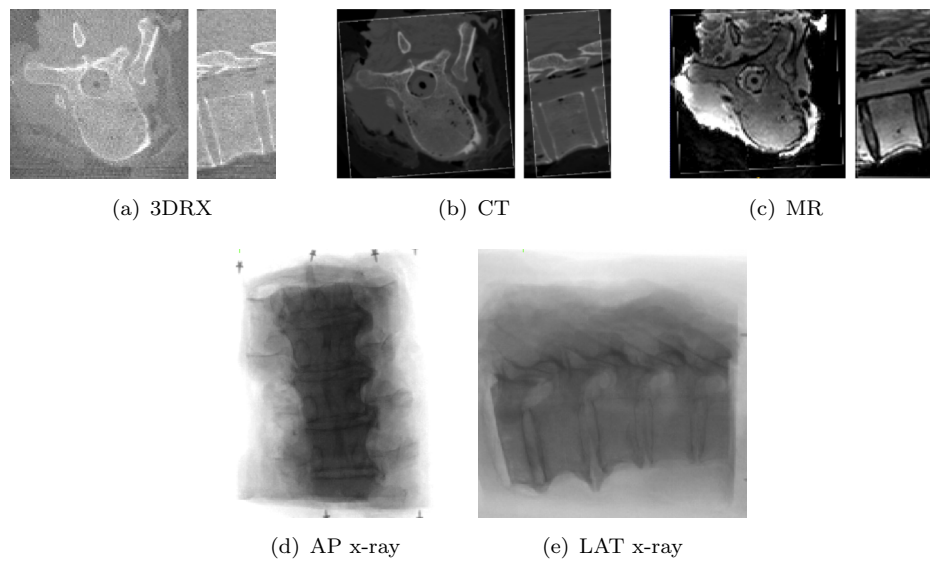 (a) 3DRX
(b) CT
(c) MR
(d) AP x-ray
(e) LAT x-ray